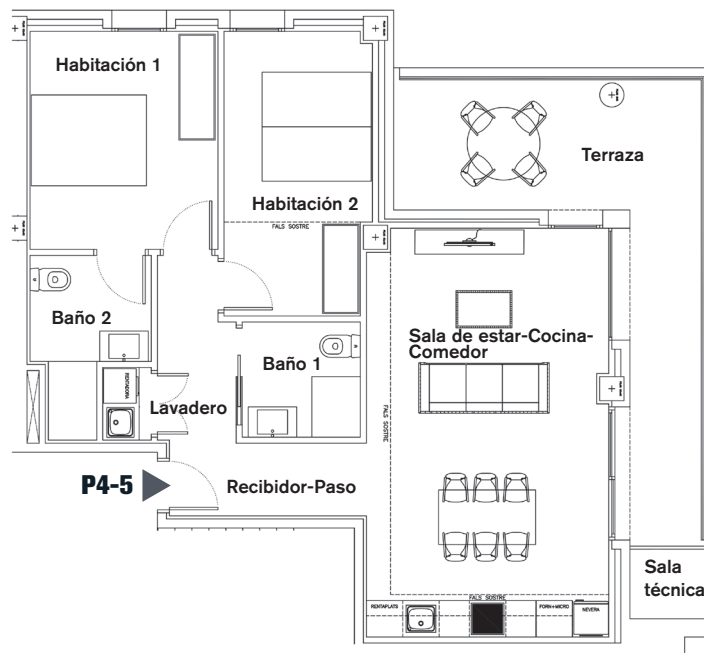 Habitación 1
Terraza
Habitación 2
FALS SOSTRE
Baño 2
Sala de estar-Cocina-
Comedor
Baño 1
RENTADORA
Lavadero
FALS SOSTRE
P4-5
Recibidor-Paso
Sala
técnica
FALS SOSTRE
RENTAPLATS
FORN+MICRO
NEVERA